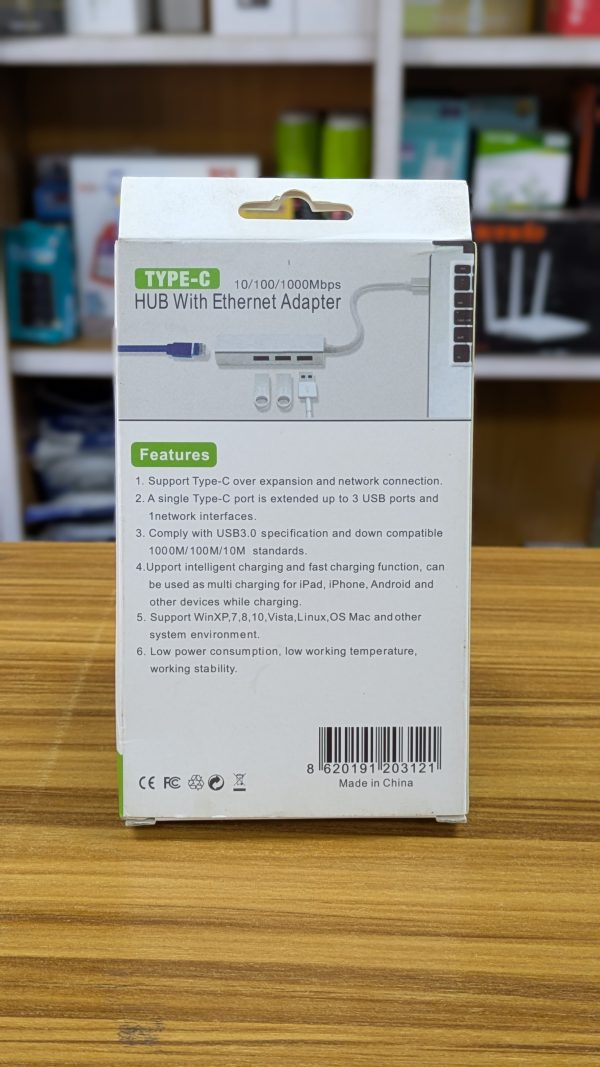 TYPE-C 10/100/1000Mbps
HUB With Ethernet Adapter
Features
1. Support Type-C over expansion and network connection.
2. A single Type-C port is extended up to 3 USB ports and
1network interfaces.
3. Comply with USB3.0 specification and down compatible
1000M/100M/10M standards.
4.Upport intelligent charging and fast charging function, can
be used as multi charging for iPad, iPhone, Android and
other devices while charging.
5. Support WinXP,7,8,10,Vista,Linux,OS Mac and other
system environment.
6. Low power consumption, low working temperature,
working stability.
CE FC
8 620191 203121
Made in China